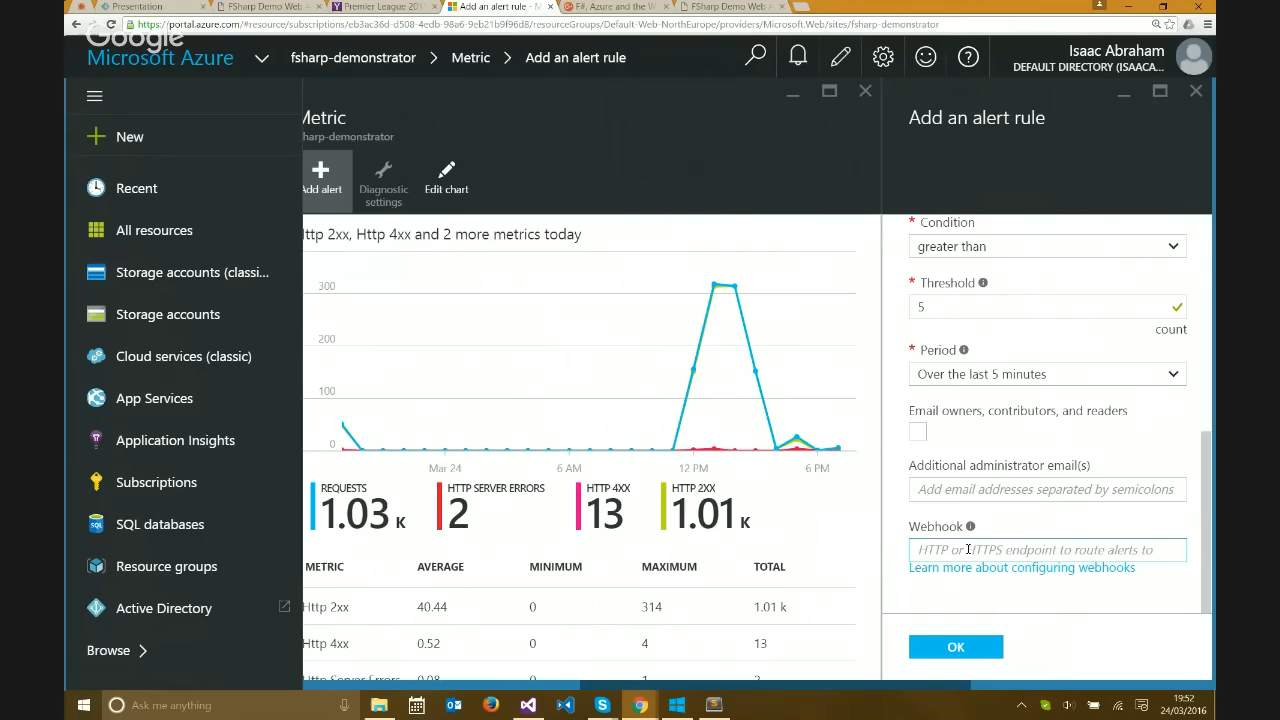 Presentation
FSharp Demo Web A
Premier League 201
Add an alert rule - M
F#, Azure and the W
FSharp Demo Web A
https://portal.azure.com/#resource/subscriptions/eb3ac36d-d508-4edb-98a6-9eb21b9f96d8/resourceGroups/Default-Web-NorthEurope/providers/Microsoft.Web/sites/fsharp-demonstrator
Google
Microsoft Azure
fsharp-demonstrator > Metric > Add an alert rule
Isaac Abraham
DEFAULT DIRECTORY (ISAACA...
New
Recent
All resources
Storage accounts (classi...
Storage accounts
Cloud services (classic)
App Services
Application Insights
Subscriptions
SQL databases
Resource groups
Active Directory
Browse >
Metric
sharp-demonstrator
Add alert
Diagnostic settings
Edit chart
ttp 2xx, Http 4xx and 2 more metrics today
300
200
100
0
Mar 24
6 AM
12 PM
6 PM
REQUESTS
1.03 K
HTTP SERVER ERRORS
2
HTTP 4XX
13
HTTP 2XX
1.01 K
METRIC AVERAGE MINIMUM MAXIMUM TOTAL
Http 2xx 40.44 0 314 1.01 k
Http 4xx 0.52 0 4 13
Http Server Errors 0.08 0 1 2
Add an alert rule
* Condition
greater than
* Threshold
5
count
* Period
Over the last 5 minutes
Email owners, contributors, and readers
Additional administrator email(s)
Add email addresses separated by semicolons
Webhook
HTTP or HTTPS endpoint to route alerts to
Learn more about configuring webhooks
OK
Ask me anything
19:52
24/03/2016